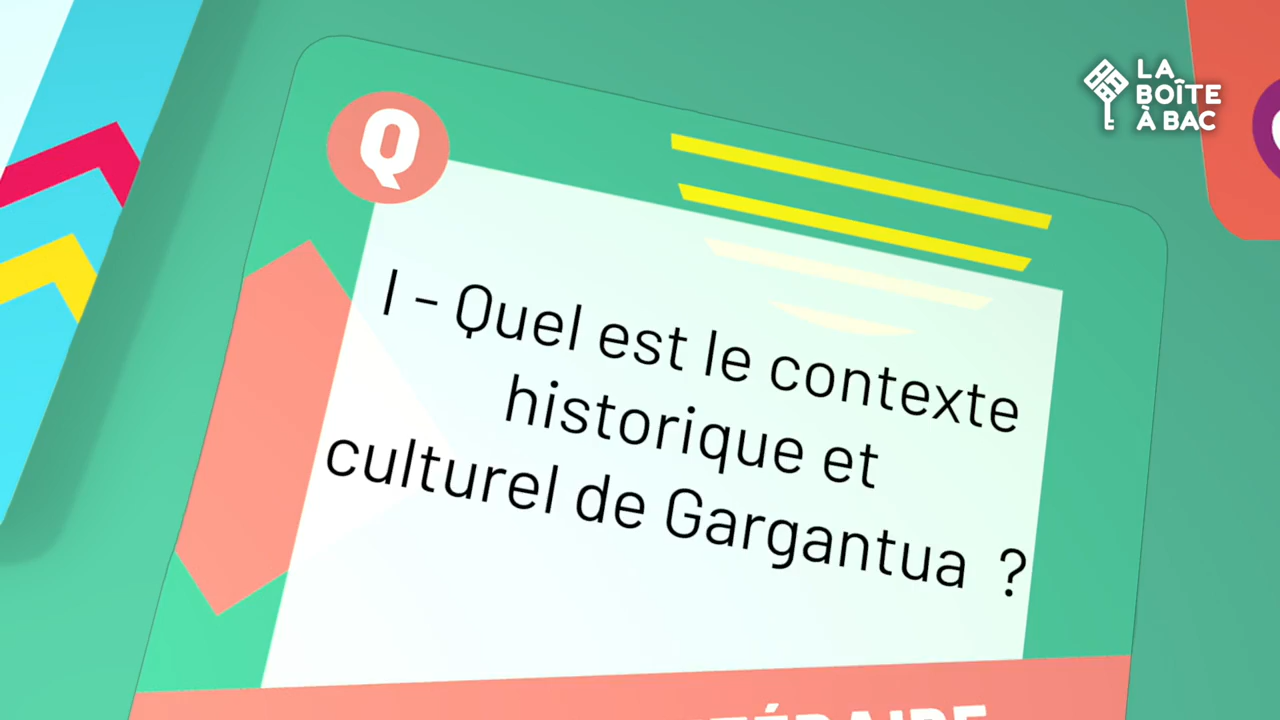 LA
BOÎTE
À BAC
Q
I - Quel est le contexte
historique et
culturel de Gargantua ?